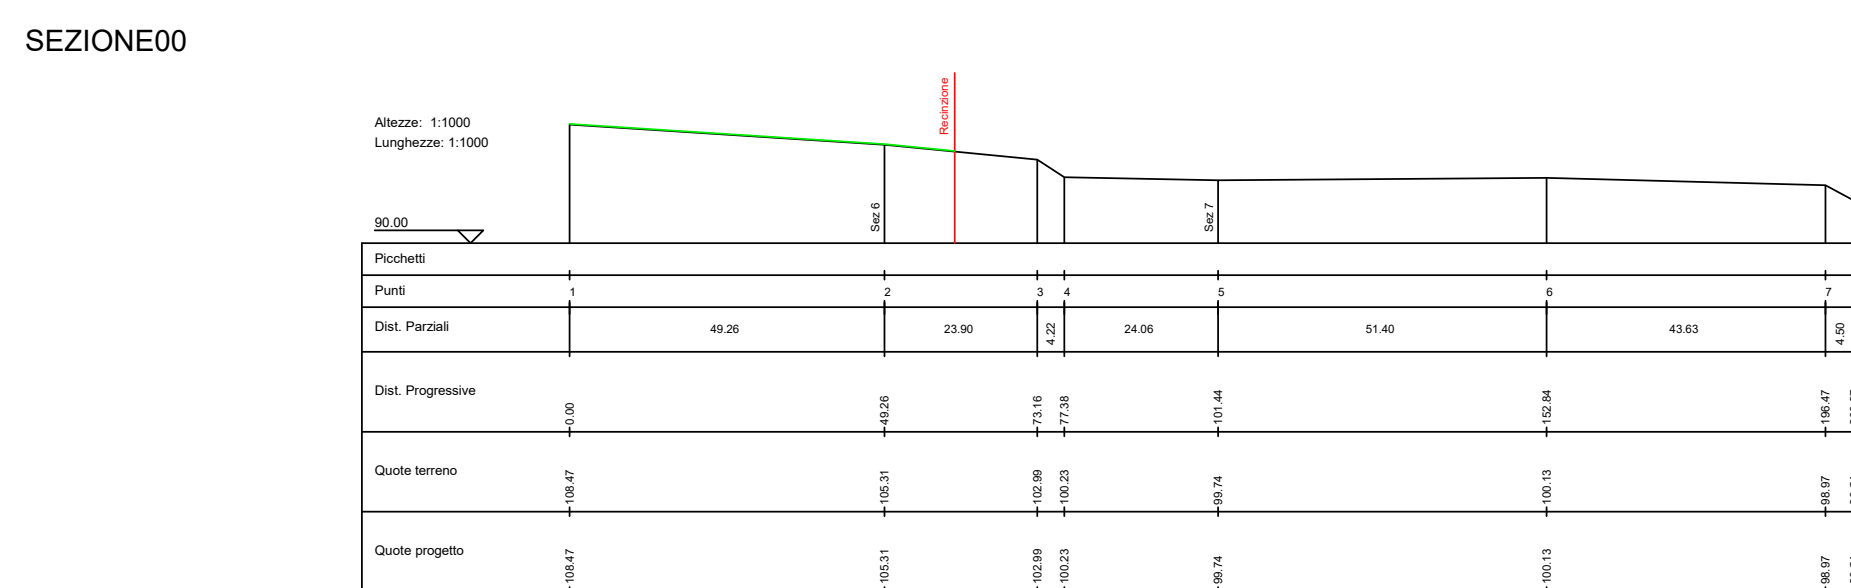 SEZIONE00
Recinzione
Altezze: 1:1000
Lunghezze: 1:1000
90.00
Sez 6
Sez 7
Picchetti
Punti 1 2 3 4 5 6 7
Dist. Parziali 49.26 23.90 4.22 24.06 51.40 43.63 4.50
Dist. Progressive 0.00 49.26 73.16 77.38 101.44 152.84 196.47
Quote terreno 108.47 105.31 102.99 100.23 99.74 100.13 98.97
Quote progetto 108.47 105.31 102.99 100.23 99.74 100.13 98.97